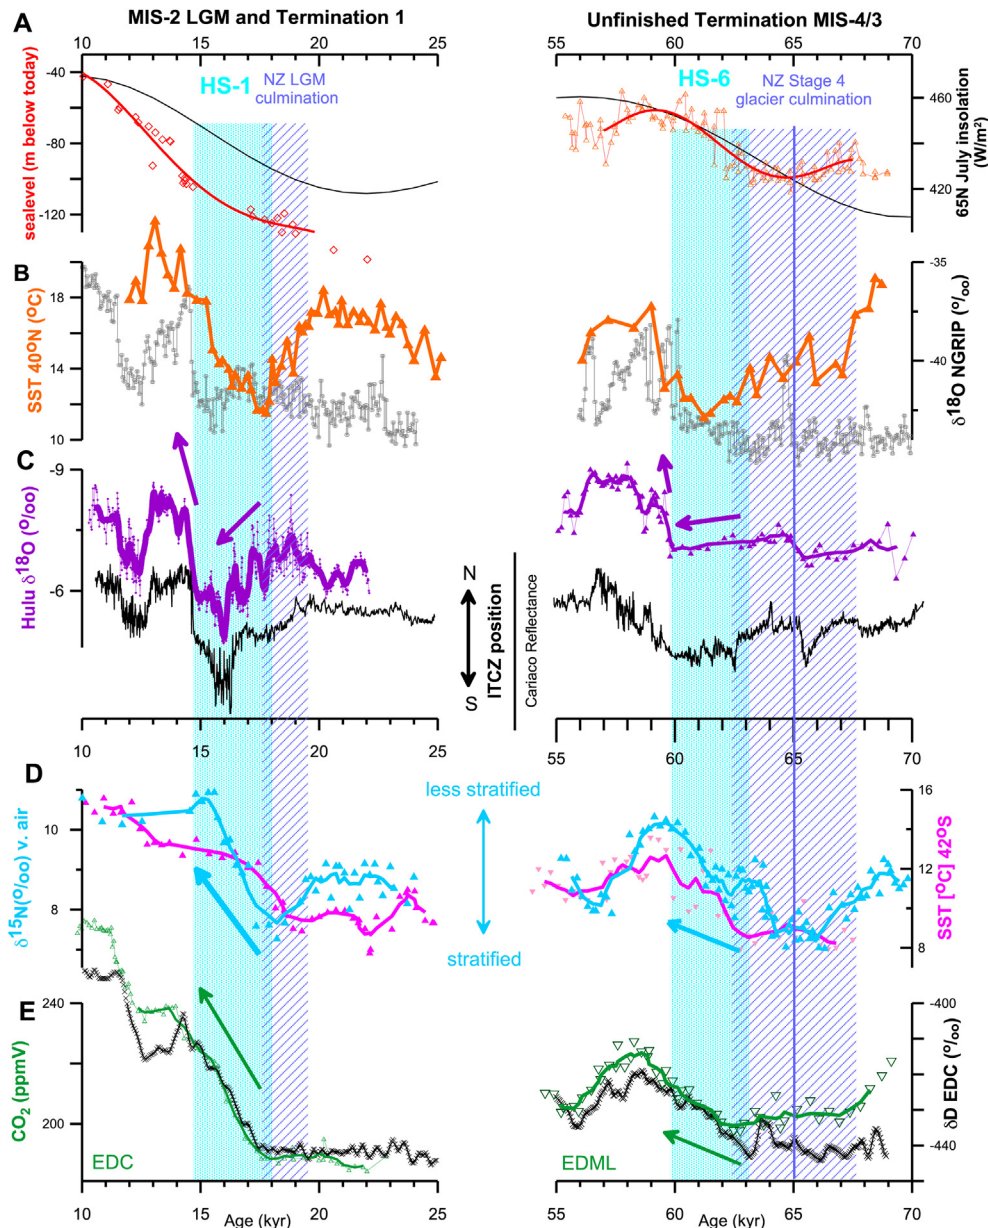 MIS-2 LGM and Termination 1
Unfinished Termination MIS-4/3
A
10 15 20 25
55 60 65 70
HS-1
NZ LGM
culmination
HS-6
NZ Stage 4
glacier culmination
sealevel (m below today)
-40
-80
-120
460
420
65N July insolation
(W/m²)
B
SST 40ºN (ºC)
18
14
10
-35
-40
δ18O NGRIP (º/oo)
C
Hulu δ18O (º/oo)
-9
-6
N
S
ITCZ position
Cariaco Reflectance
10 15 20 25
55 60 65 70
D
δ15N(º/oo) v. air
10
8
less stratified
stratified
16
12
8
SST [ºC] 42ºS
E
CO2 (ppmV)
240
200
EDC
EDML
-400
-440
δD EDC (º/oo)
10 15 20 25
Age (kyr)
55 60 65 70
Age (kyr)